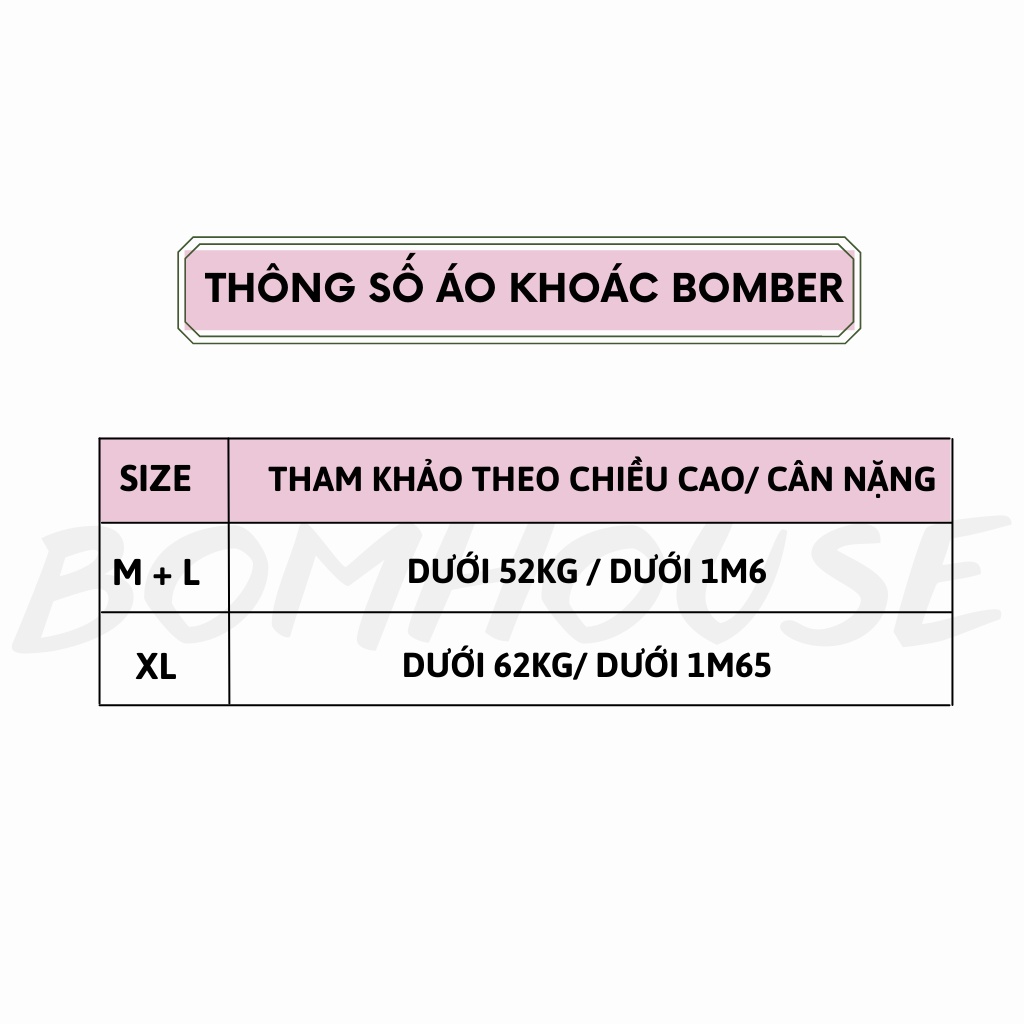 THÔNG SỐ ÁO KHOÁC BOMBER
SIZE THAM KHẢO THEO CHIỀU CAO/ CÂN NẶNG
BOMHOUSE
M + L DƯỚI 52KG / DƯỚI 1M6
XL DƯỚI 62KG/ DƯỚI 1M65